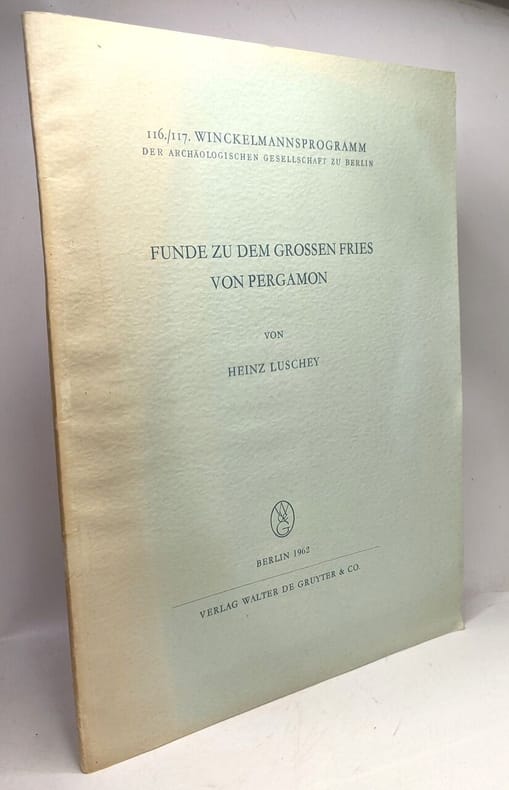 116./117. WINCKELMANNSPROGRAMM
DER ARCHÄOLOGISCHEN GESELLSCHAFT ZU BERLIN
FUNDE ZU DEM GROSSEN FRIES
VON PERGAMON
VON
HEINZ LUSCHEY
W
&
G
BERLIN 1962
VERLAG WALTER DE GRUYTER & CO.